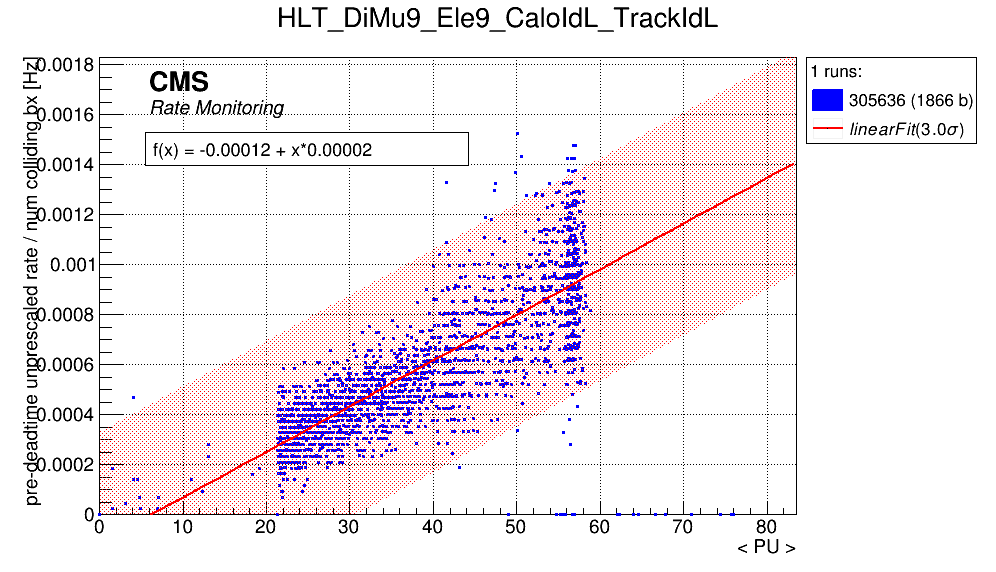 HLT_DiMu9_Ele9_CaloIdL_TrackIdL
pre-deadtime unprescaled rate / num colliding bx [Hz]
0.0018
0.0016
0.0014
0.0012
0.001
0.0008
0.0006
0.0004
0.0002
0
CMS
Rate Monitoring
f(x) = -0.00012 + x*0.00002
1 runs:
305636 (1866 b)
linearFit(3.0σ)
0 10 20 30 40 50 60 70 80
< PU >